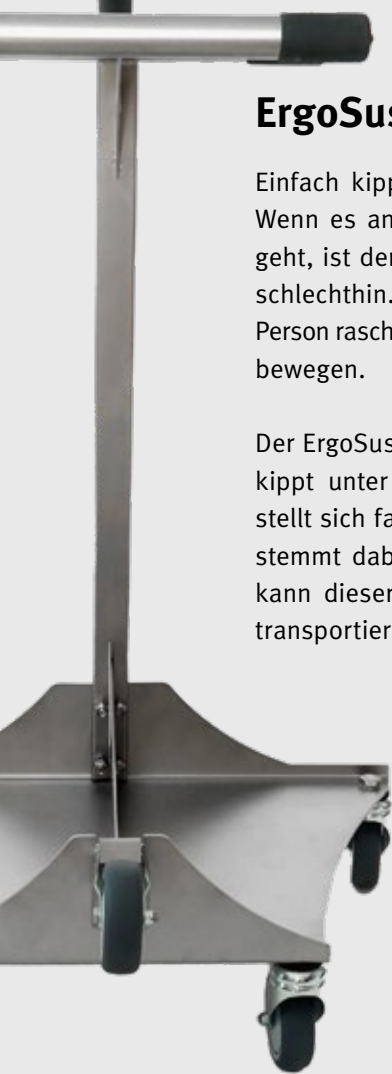 ErgoSus
Einfach kipp
Wenn es an
geht, ist der
schlechthin.
Person rasch
bewegen.
Der ErgoSus
kippt unter
stellt sich fa
stemmt dab
kann dieser
transportier